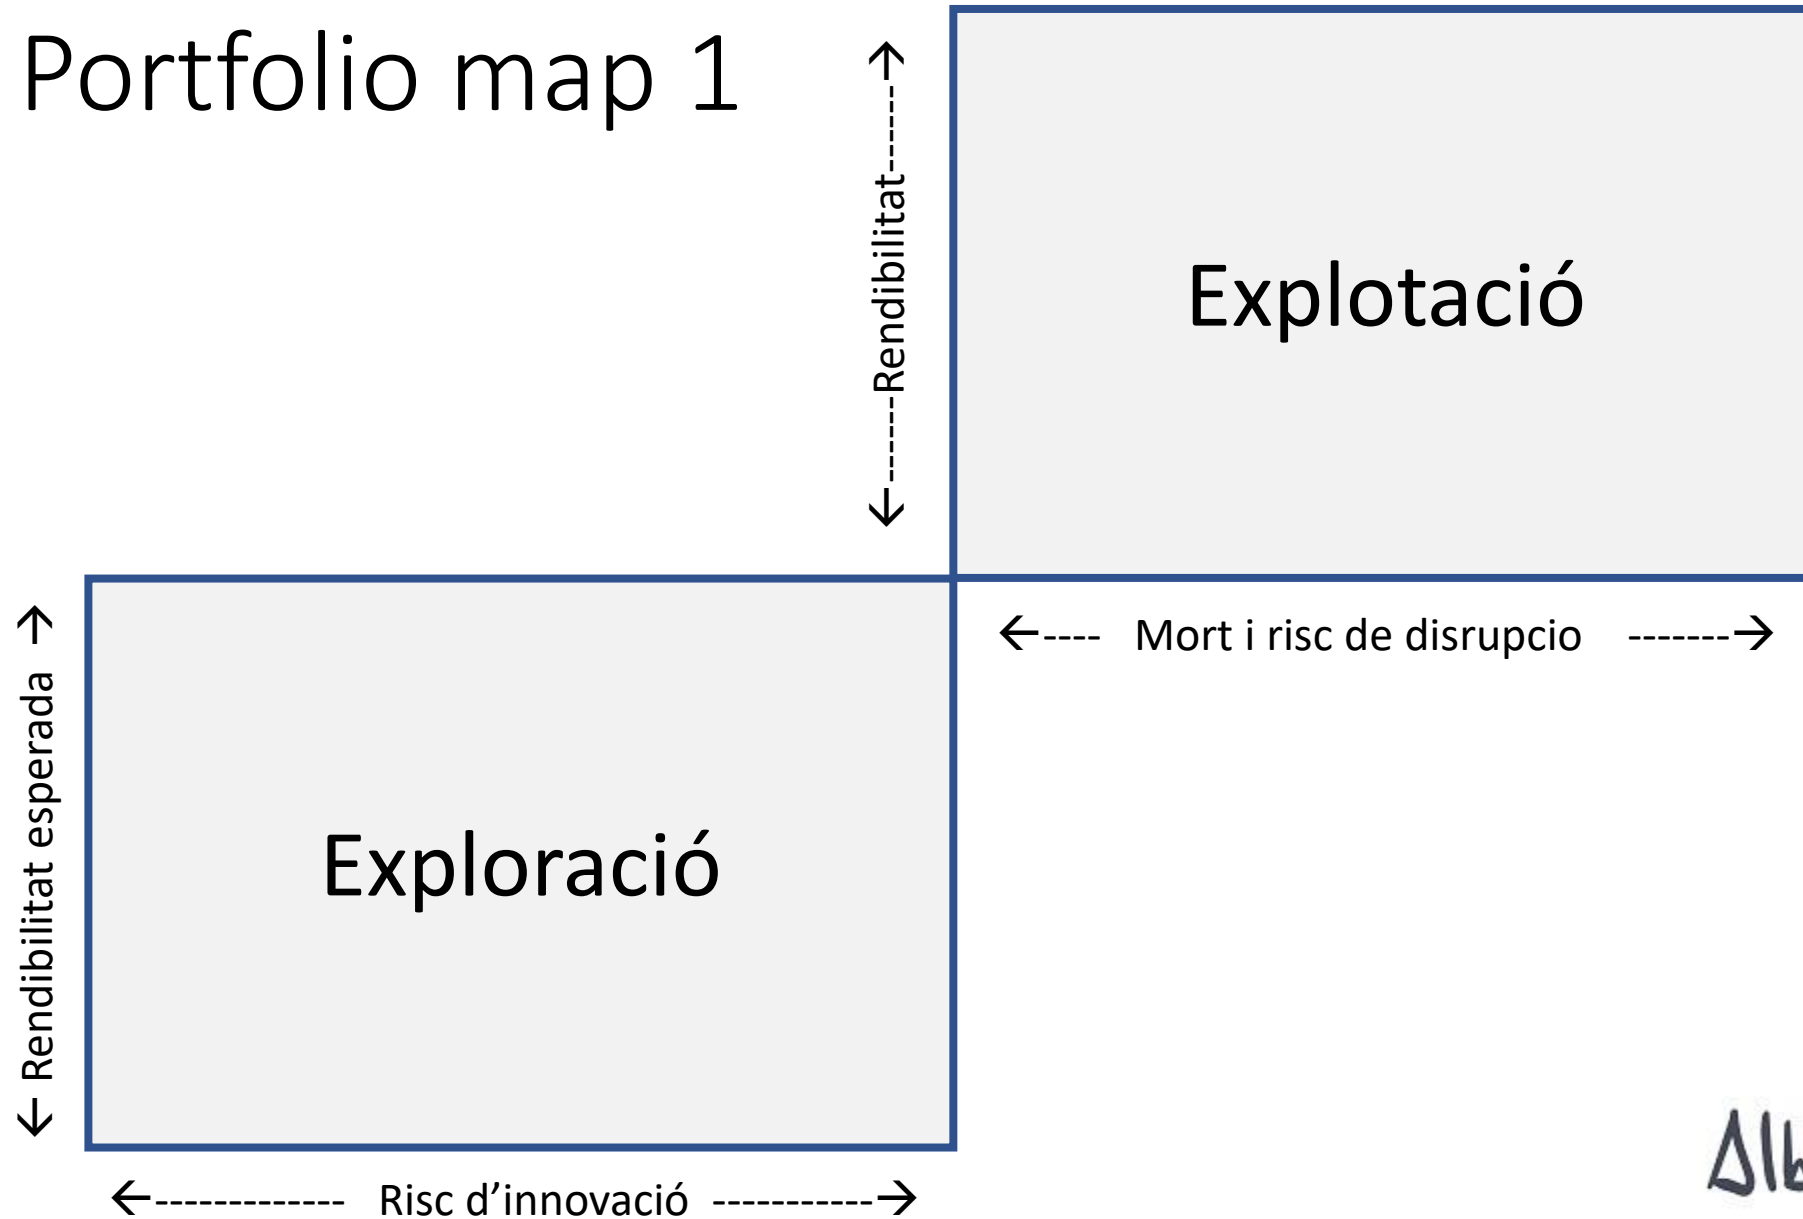 Portfolio map 1
←-------Rendibilitat--------→
Explotació
←---- Mort i risc de disrupcio -------→
← Rendibilitat esperada →
Exploració
←------------- Risc d’innovació -----------→